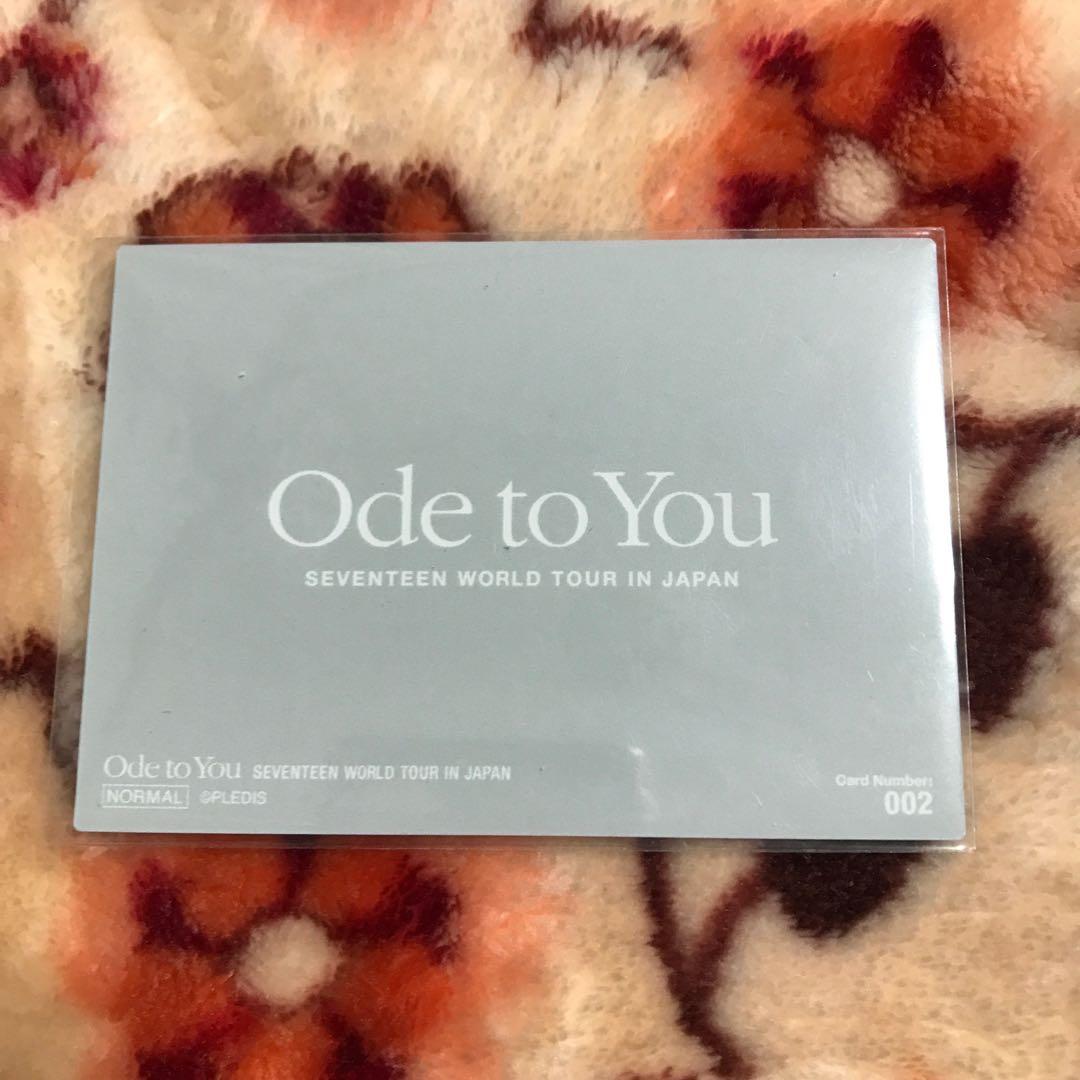 Ode to You
SEVENTEEN WORLD TOUR IN JAPAN
Ode to You SEVENTEEN WORLD TOUR IN JAPAN
NORMAL ©PLEDIS
Card Number:
002